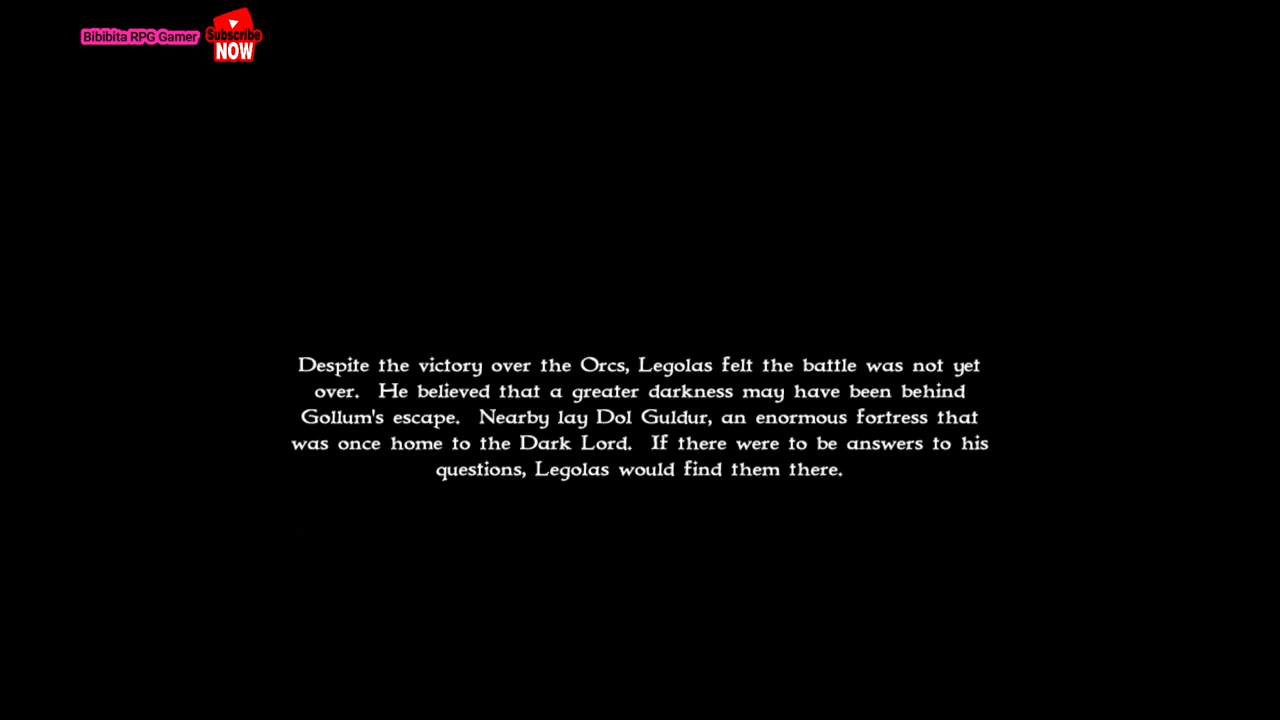 Bibibita RPG Gamer
Subscribe
NOW
Despite the victory over the Orcs, Legolas felt the battle was not yet
over.  He believed that a greater darkness may have been behind
Gollum's escape.  Nearby lay Dol Guldur, an enormous fortress that
was once home to the Dark Lord.  If there were to be answers to his
questions, Legolas would find them there.